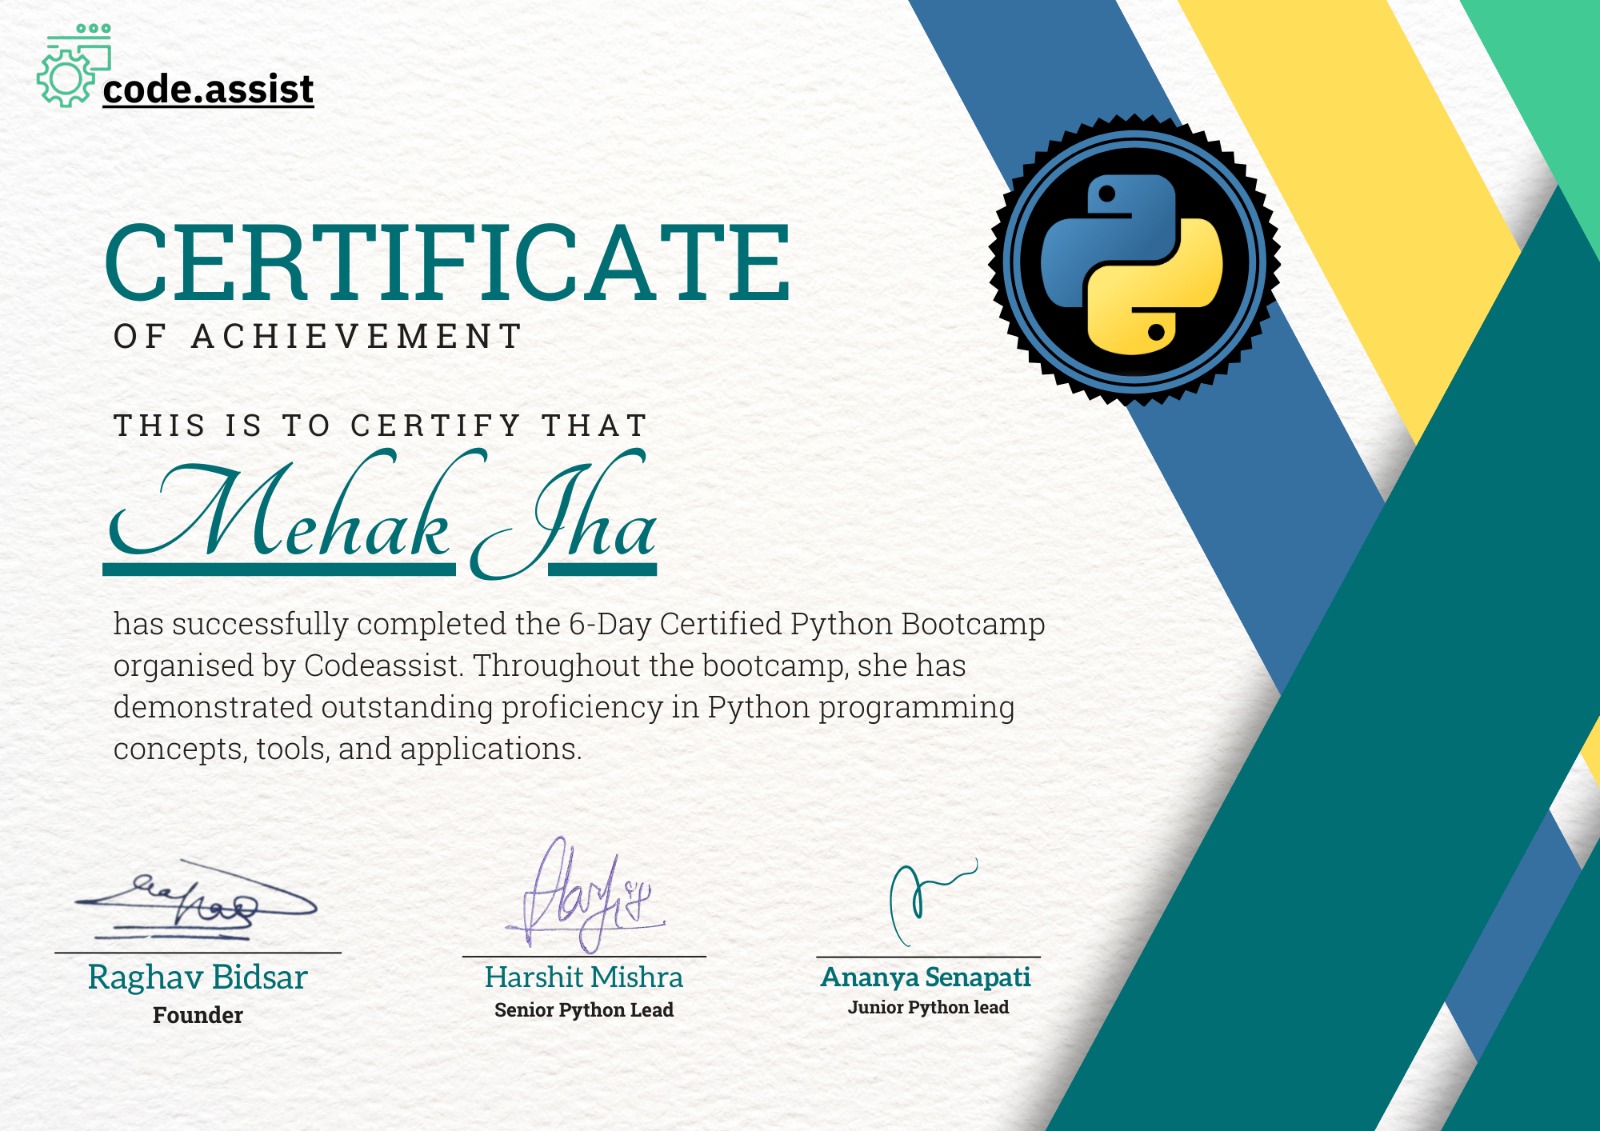 code.assist
CERTIFICATE
OF ACHIEVEMENT
THIS IS TO CERTIFY THAT
Mehak Jha
has successfully completed the 6-Day Certified Python Bootcamp
organised by Codeassist. Throughout the bootcamp, she has
demonstrated outstanding proficiency in Python programming
concepts, tools, and applications.
Raghav Bidsar
Founder
Harshit Mishra
Senior Python Lead
Ananya Senapati
Junior Python lead